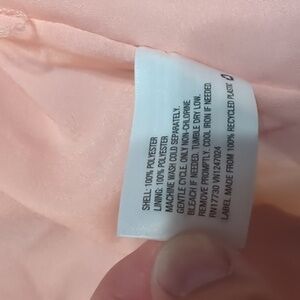 SHELL: 100% POLYESTER
LINING: 100% POLYESTER
MACHINE WASH COLD SEPARATELY.
GENTLE CYCLE. ONLY NON-CHLORINE
BLEACH IF NEEDED. TUMBLE DRY LOW.
REMOVE PROMPTLY. COOL IRON IF NEEDED.
RN17730 VN1247024
LABEL MADE FROM 100% RECYCLED PLASTIC